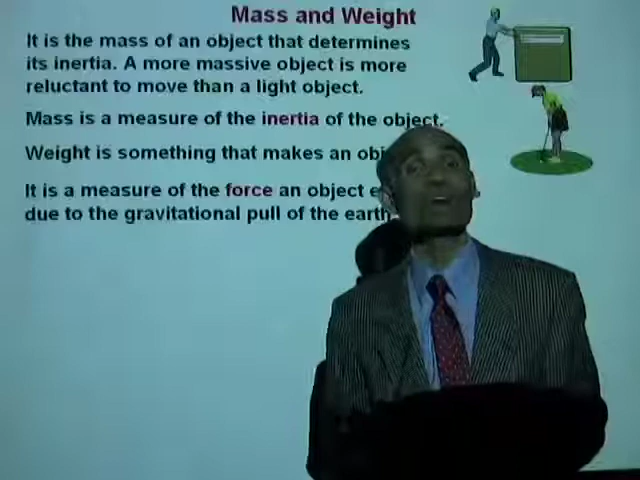 Mass and Weight
It is the mass of an object that determines
its inertia. A more massive object is more
reluctant to move than a light object.
Mass is a measure of the inertia of the object.
Weight is something that makes an
It is a measure of the force an object
due to the gravitational pull of the earth